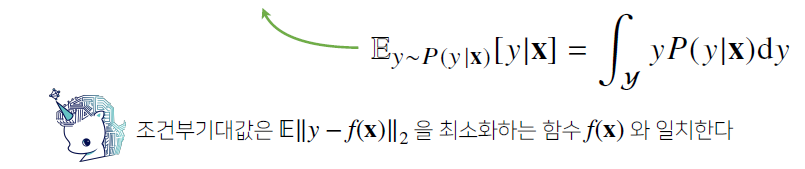 𝔼_{y∼P(y|𝐱)}[y|𝐱] = ∫_𝒴 yP(y|𝐱)dy
조건부기대값은 𝔼‖y − f(𝐱)‖₂ 을 최소화하는 함수 f(𝐱) 와 일치한다